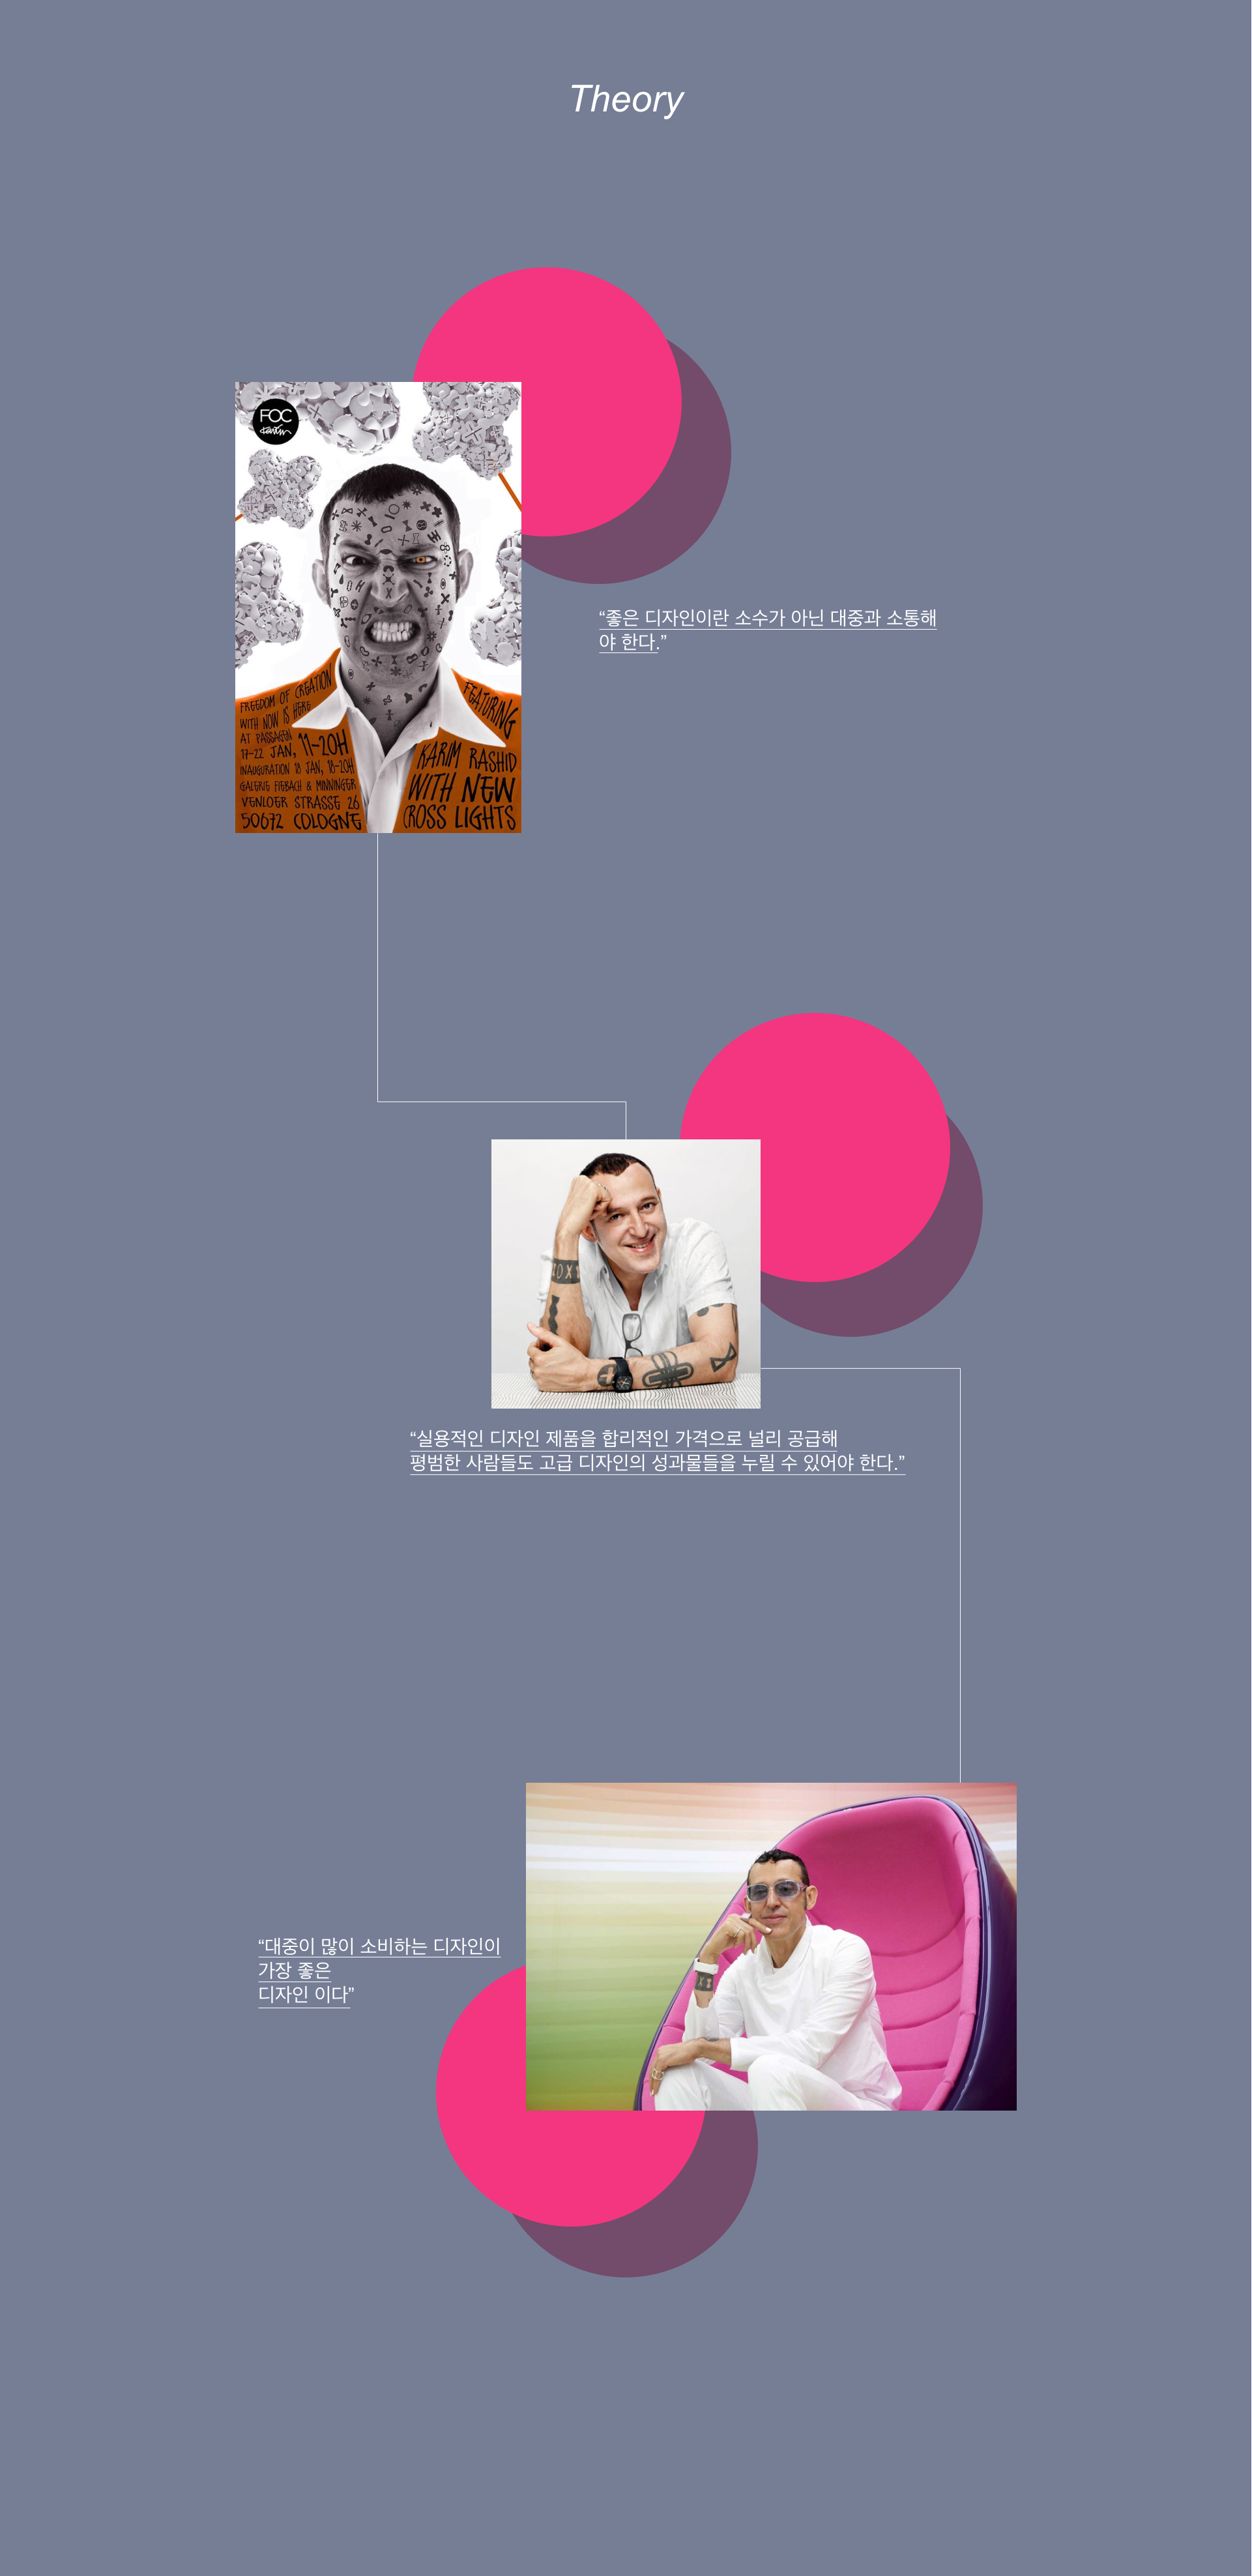 Theory
FOC
FREEDOM OF CREATION
WITH NOW IS HERE
AT PASSAGEN
17-22 JAN, 11-20H
INAUGURATION 18 JAN, 18-20H
GALERIE FIEBACH & MINNINGER
VENLOER STRASSE 26
50672 COLOGNE
FEATURING
KARIM RASHID
WITH NEW
CROSS LIGHTS
“좋은 디자인이란 소수가 아닌 대중과 소통해
야 한다.”
“실용적인 디자인 제품을 합리적인 가격으로 널리 공급해
평범한 사람들도 고급 디자인의 성과물들을 누릴 수 있어야 한다.”
“대중이 많이 소비하는 디자인이
가장 좋은
디자인 이다”